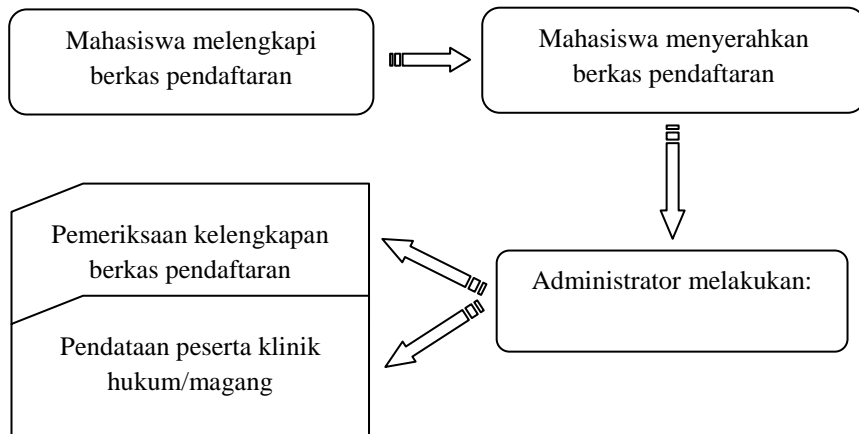 Mahasiswa melengkapi
berkas pendaftaran
Mahasiswa menyerahkan
berkas pendaftaran
Administrator melakukan:
Pemeriksaan kelengkapan
berkas pendaftaran
Pendataan peserta klinik
hukum/magang